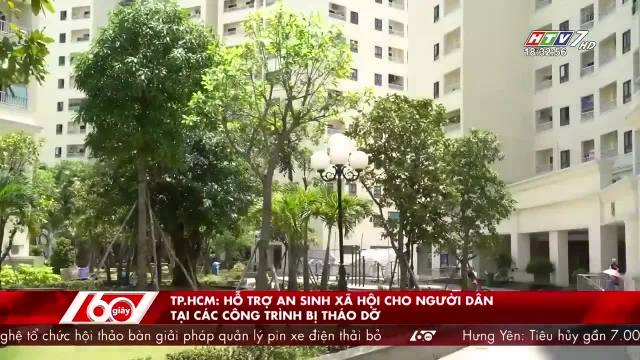 HTV7 HD
18:32:56
TP.HCM: HỖ TRỢ AN SINH XÃ HỘI CHO NGƯỜI DÂN
TẠI CÁC CÔNG TRÌNH BỊ THÁO DỠ
60 giây
ghệ tổ chức hội thảo bàn giải pháp quản lý pin xe điện thải bỏ
Hưng Yên: Tiêu hủy gần 7.00